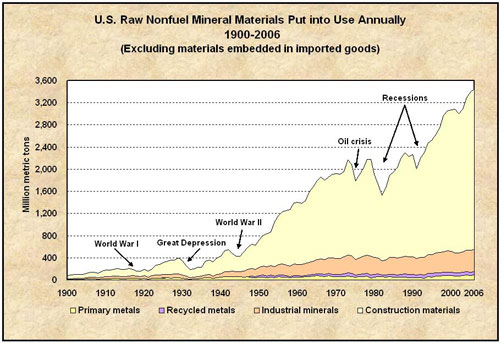 U.S. Raw Nonfuel Mineral Materials Put into Use Annually
1900-2006
(Excluding materials embedded in imported goods)
Million metric tons
3,600
3,200
2,800
2,400
2,000
1,600
1,200
800
400
0
Recessions
Oil crisis
World War II
World War I
Great Depression
1900 1910 1920 1930 1940 1950 1960 1970 1980 1990 2000 2006
Primary metals Recycled metals Industrial minerals Construction materials